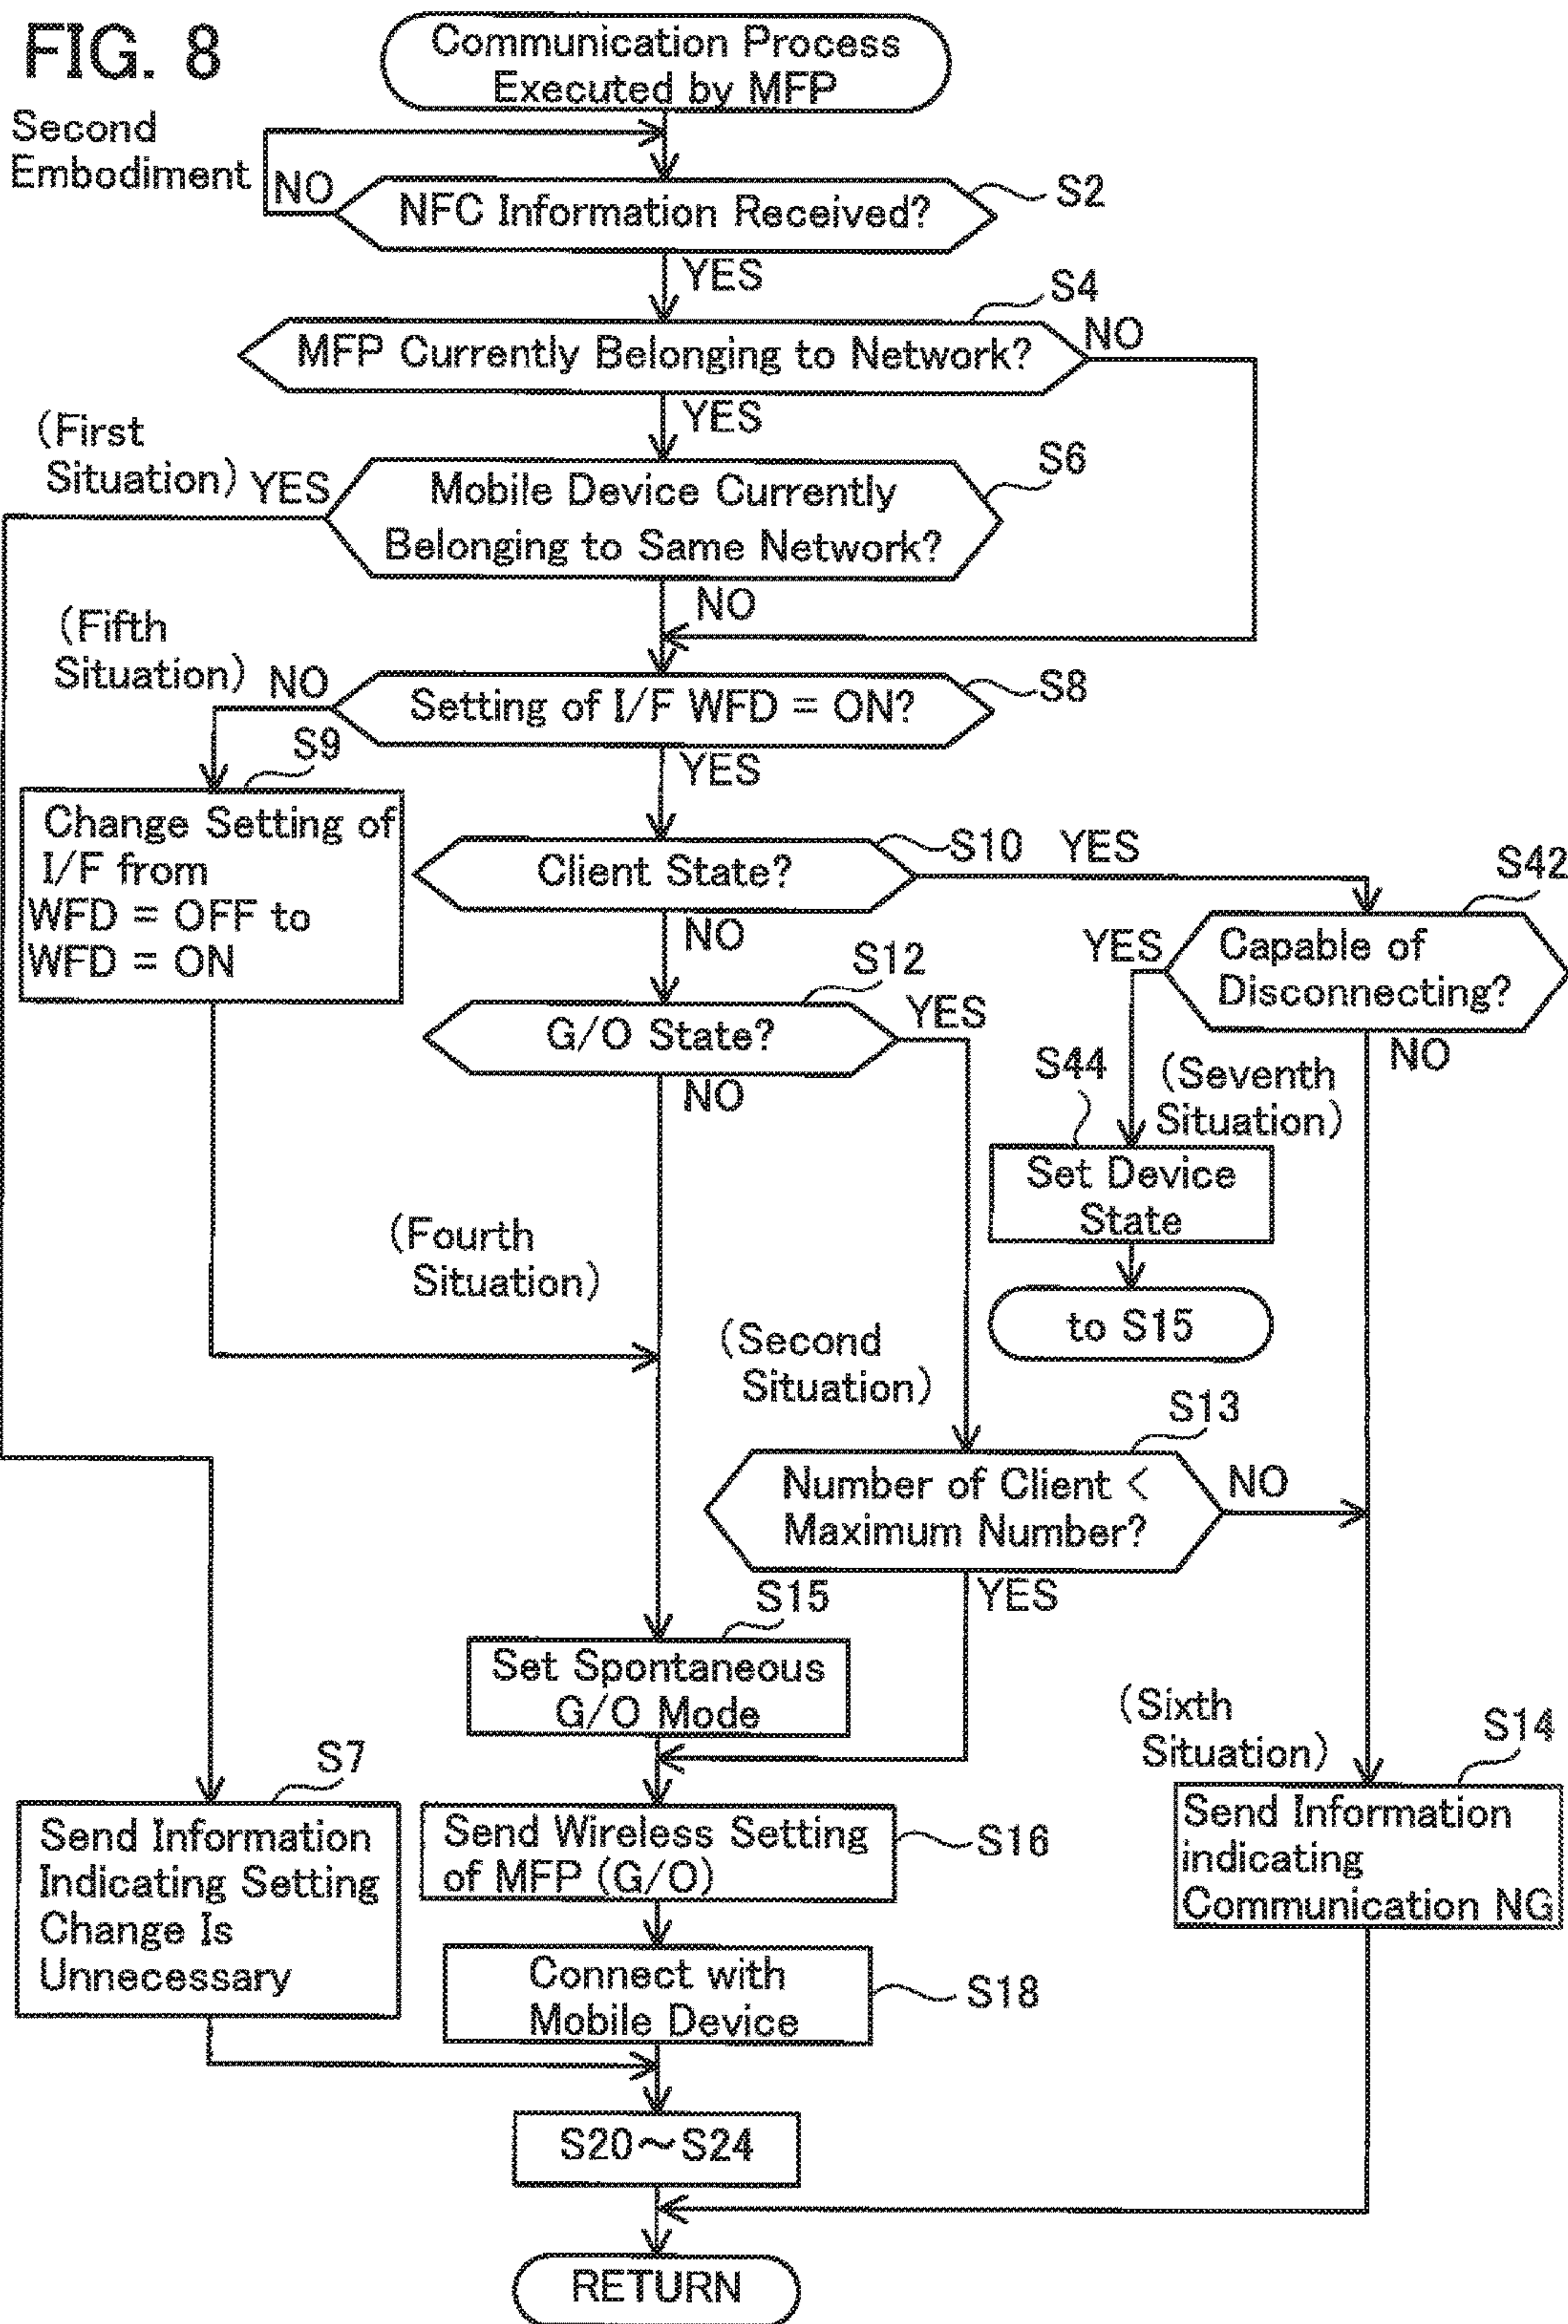 FIG. 8
Second
Embodiment
Communication Process
Executed by MFP
NO
NFC Information Received?
S2
YES
S4
MFP Currently Belonging to Network?
NO
YES
(First
Situation)
YES
Mobile Device Currently
Belonging to Same Network?
S6
NO
(Fifth
Situation)
NO
Setting of I/F WFD = ON?
S8
YES
S9
Change Setting of
I/F from
WFD = OFF to
WFD = ON
Client State?
S10
YES
NO
S42
Capable of
Disconnecting?
YES
NO
S12
G/O State?
YES
NO
S44
(Seventh
Situation)
Set Device
State
to S15
(Fourth
Situation)
(Second
Situation)
S13
Number of Client <
Maximum Number?
NO
YES
S15
Set Spontaneous
G/O Mode
(Sixth
Situation)
S14
Send Information
indicating
Communication NG
S7
Send Information
Indicating Setting
Change Is
Unnecessary
Send Wireless Setting
of MFP (G/O)
S16
Connect with
Mobile Device
S18
S20~S24
RETURN